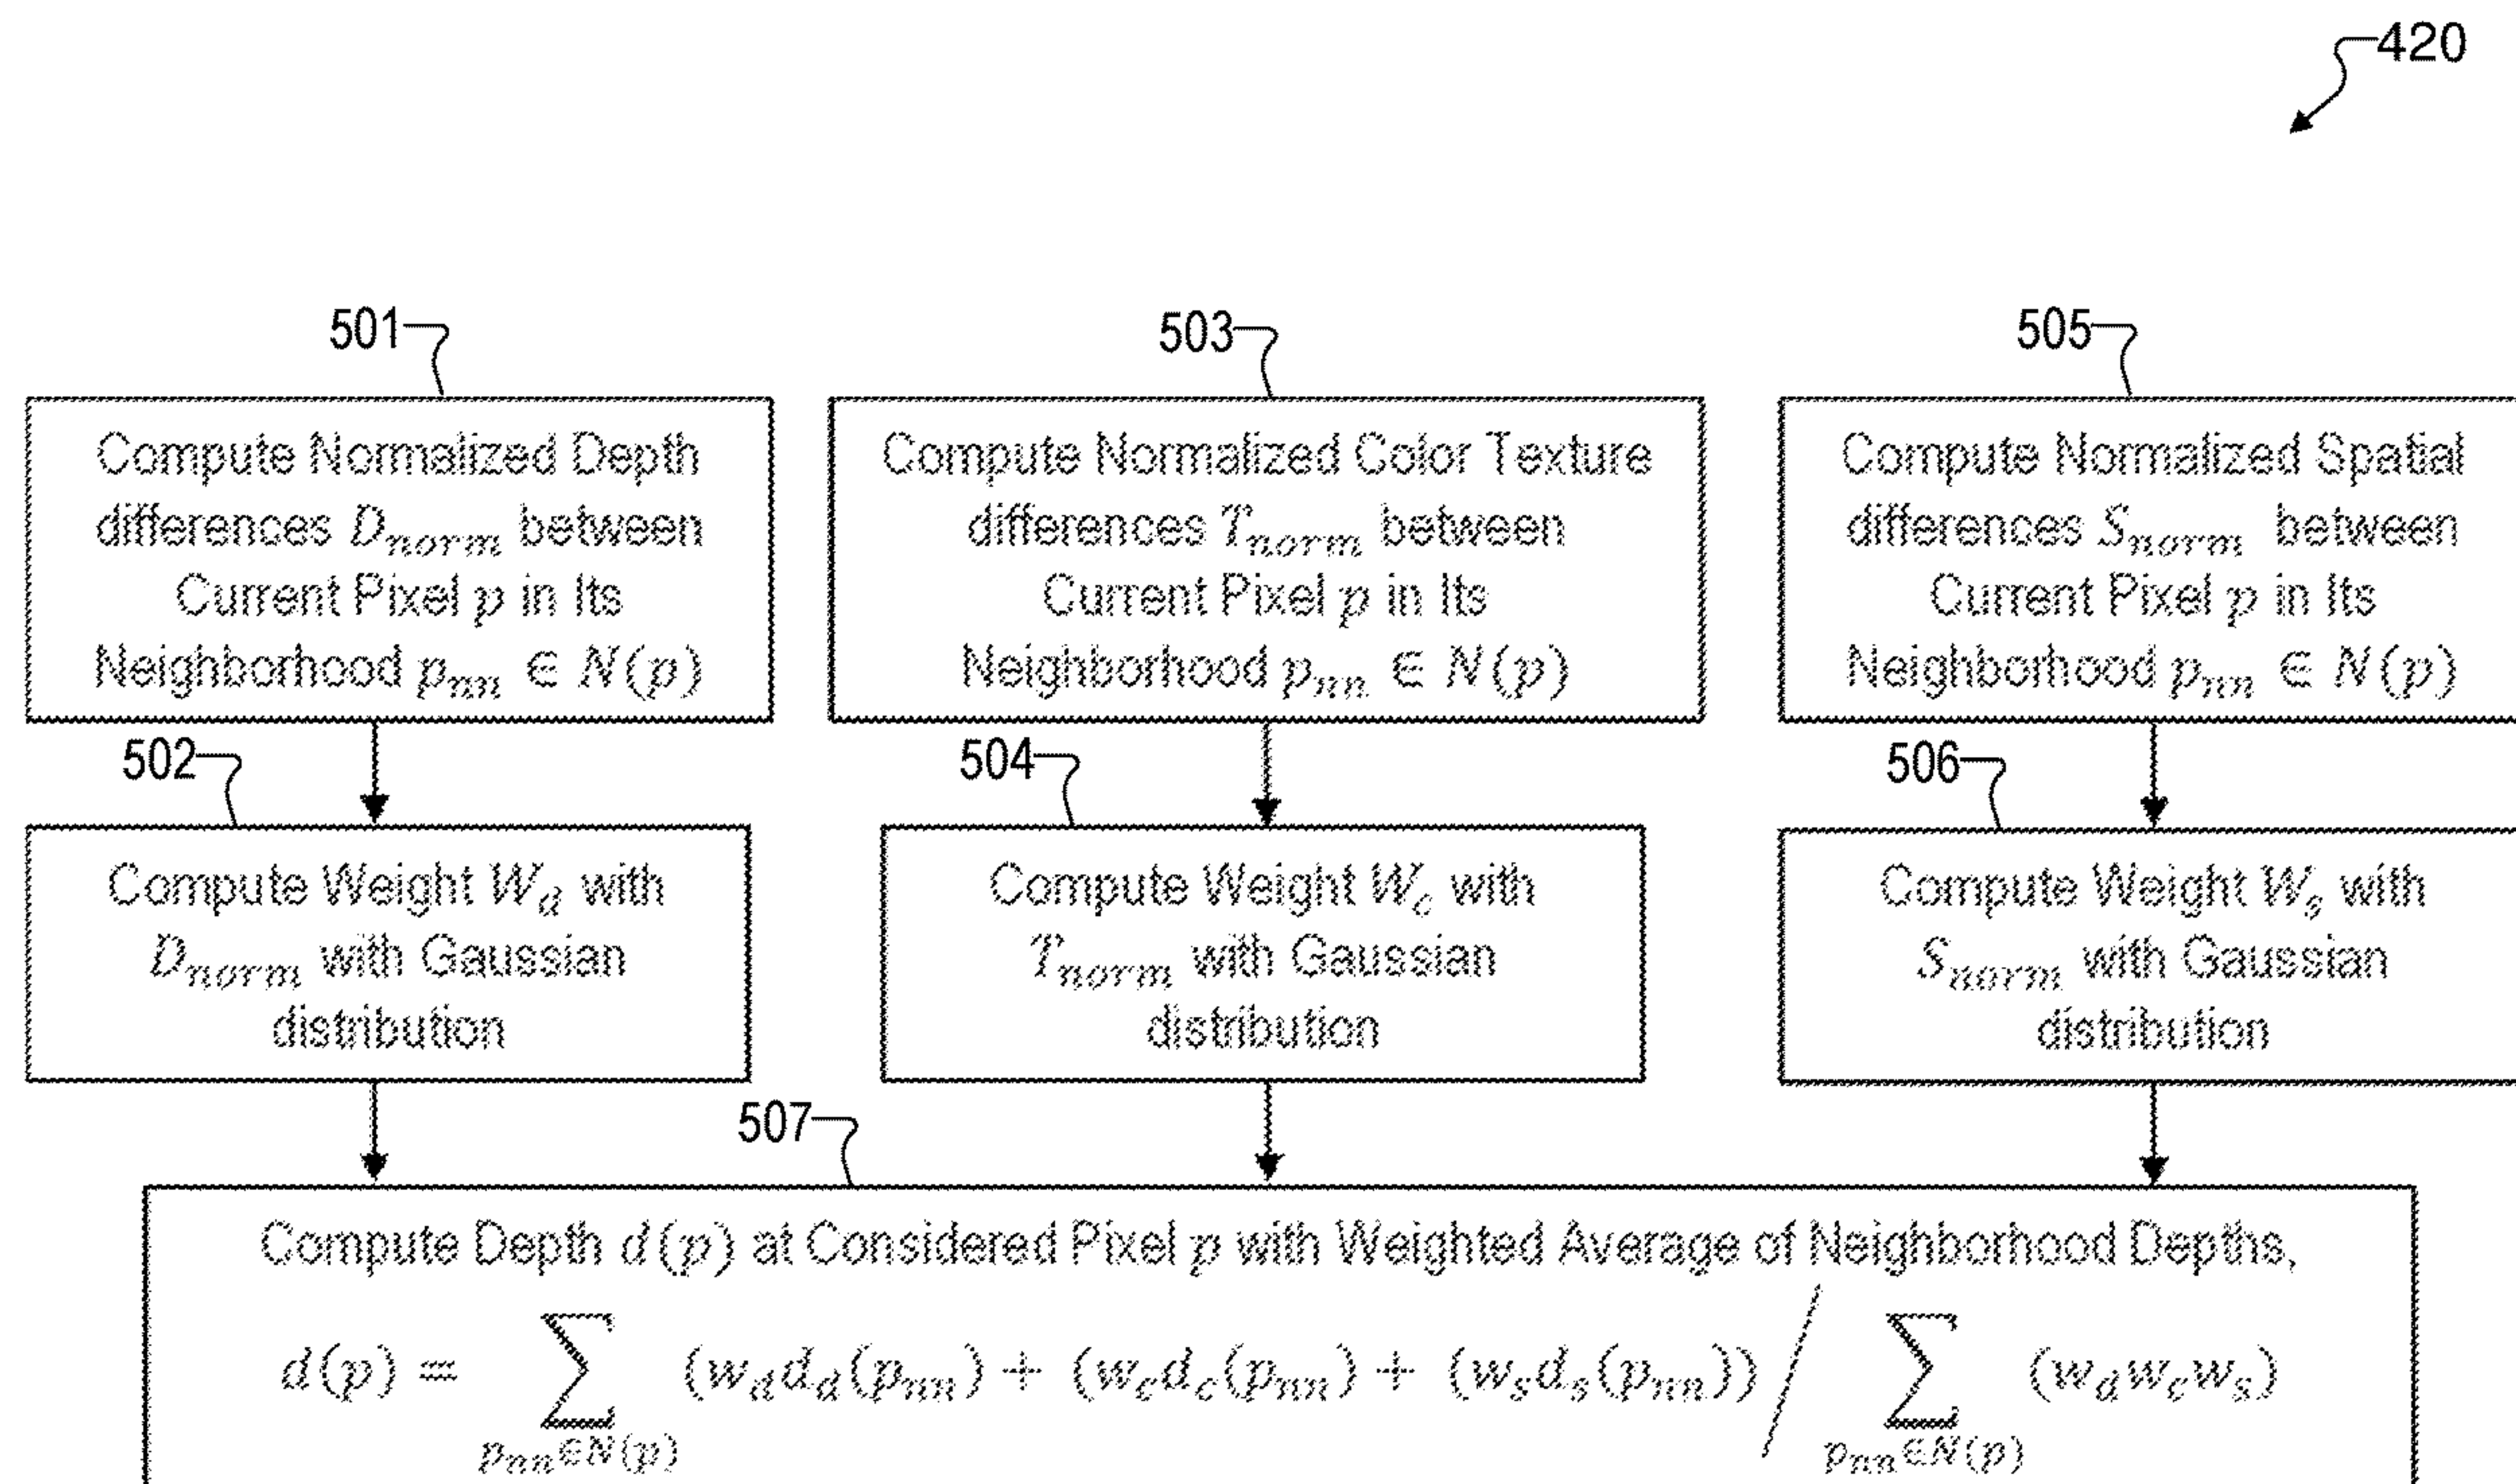 420
501
Compute Normalized Depth
differences D_norm between
Current Pixel p in Its
Neighborhood p_nn ∈ N(p)
503
Compute Normalized Color Texture
differences T_norm between
Current Pixel p in Its
Neighborhood p_nn ∈ N(p)
505
Compute Normalized Spatial
differences S_norm between
Current Pixel p in Its
Neighborhood p_nn ∈ N(p)
502
Compute Weight W_d with
D_norm with Gaussian
distribution
504
Compute Weight W_c with
T_norm with Gaussian
distribution
506
Compute Weight W_s with
S_norm with Gaussian
distribution
507
Compute Depth d(p) at Considered Pixel p with Weighted Average of Neighborhood Depths,
d(p) = ∑_{p_nn∈N(p)} (w_d d_d(p_nn) + (w_c d_c(p_nn) + (w_s d_s(p_nn)) / ∑_{p_nn∈N(p)} (w_d w_c w_s)